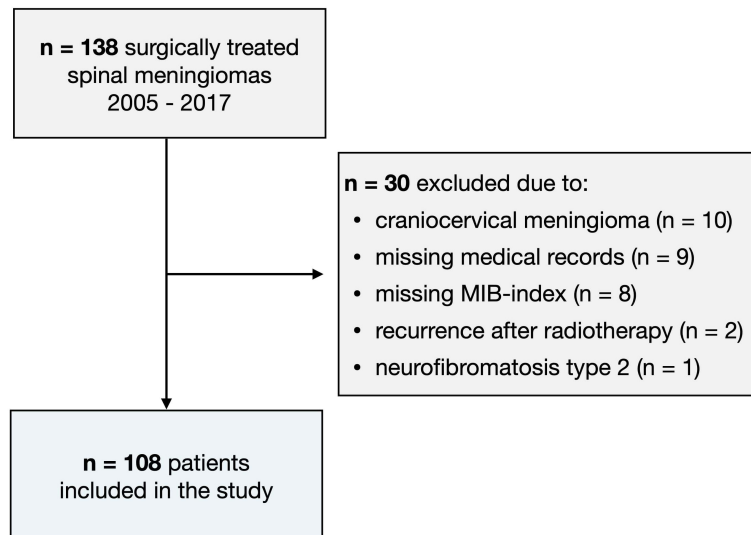 n = 138 surgically treated
spinal meningiomas
2005 - 2017
n = 30 excluded due to:
• craniocervical meningioma (n = 10)
• missing medical records (n = 9)
• missing MIB-index (n = 8)
• recurrence after radiotherapy (n = 2)
• neurofibromatosis type 2 (n = 1)
n = 108 patients
included in the study